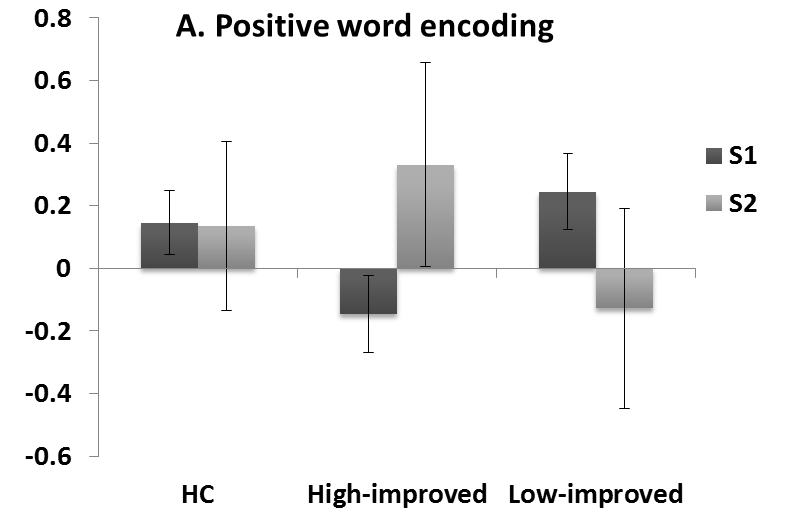 A. Positive word encoding
0.8
0.6
0.4
0.2
0
-0.2
-0.4
-0.6
S1
S2
HC High-improved Low-improved